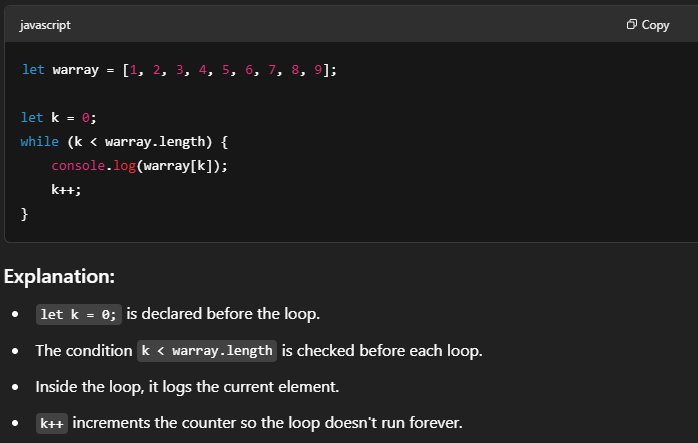 javascript
Copy
let warray = [1, 2, 3, 4, 5, 6, 7, 8, 9];
let k = 0;
while (k < warray.length) {
    console.log(warray[k]);
    k++;
}
Explanation:
• let k = 0; is declared before the loop.
• The condition k < warray.length is checked before each loop.
• Inside the loop, it logs the current element.
• k++ increments the counter so the loop doesn't run forever.